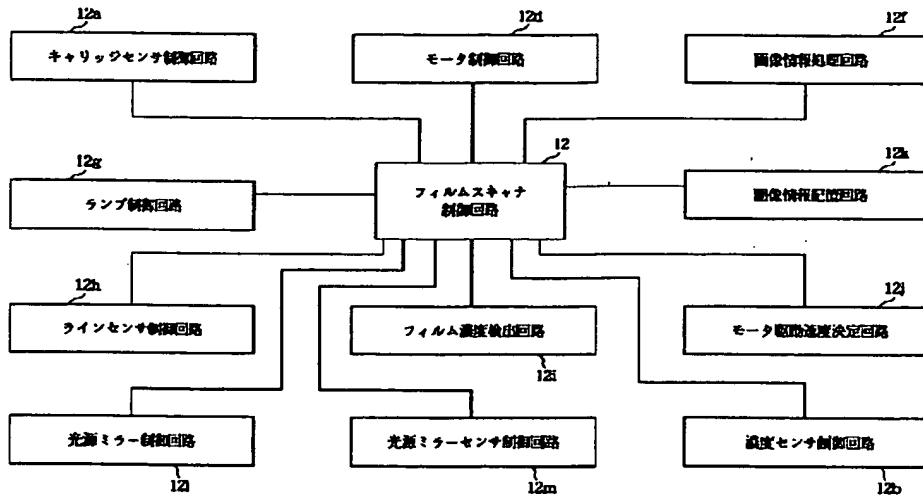 12a
キャリッジセンサ制御回路
12d
モータ制御回路
12f
画像情報処理回路
12g
ランプ制御回路
12
フィルムスキャナ
制御回路
12k
画像情報記憶回路
12h
ラインセンサ制御回路
フィルム濃度検出回路
12i
12j
モータ駆動速度決定回路
光源ミラー制御回路
12l
光源ミラーセンサ制御回路
12m
温度センサ制御回路
12b